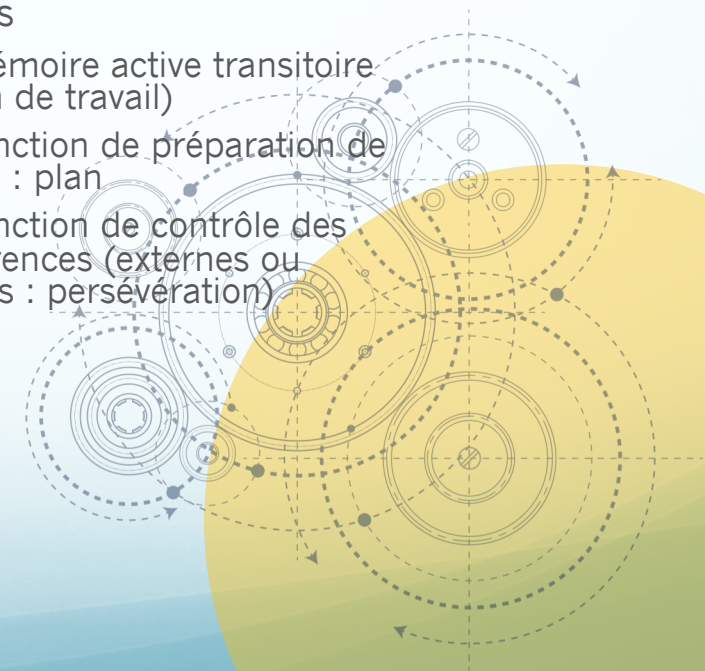 s
émoire active transitoire
n de travail)
nction de préparation de
: plan
nction de contrôle des
rences (externes ou
s : persévération)